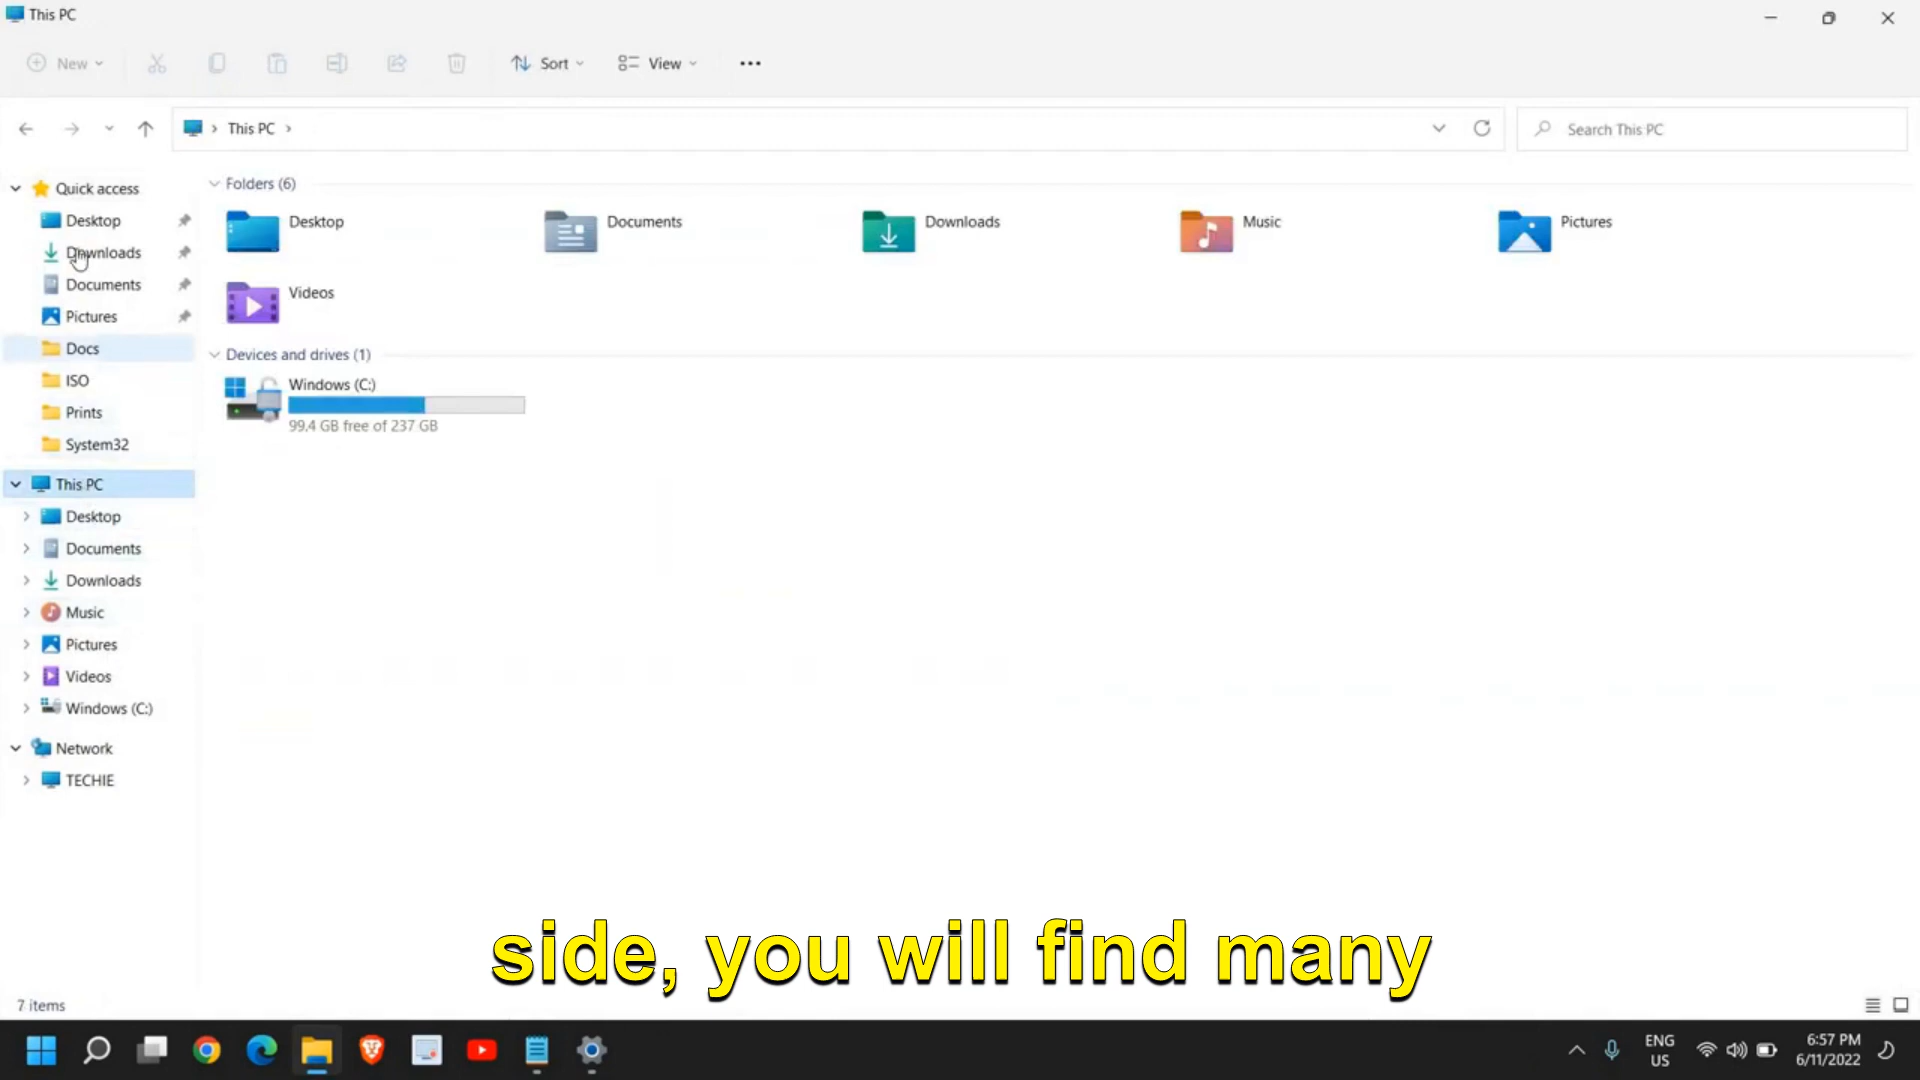 This PC
New
Sort
View
This PC
Search This PC
Quick access
Desktop
Downloads
Documents
Pictures
Docs
ISO
Prints
System32
This PC
Desktop
Documents
Downloads
Music
Pictures
Videos
Windows (C:)
Network
TECHIE
Folders (6)
Desktop
Documents
Downloads
Music
Pictures
Videos
Devices and drives (1)
Windows (C:)
99.4 GB free of 237 GB
side, you will find many
7 items
ENG
US
6:57 PM
6/11/2022